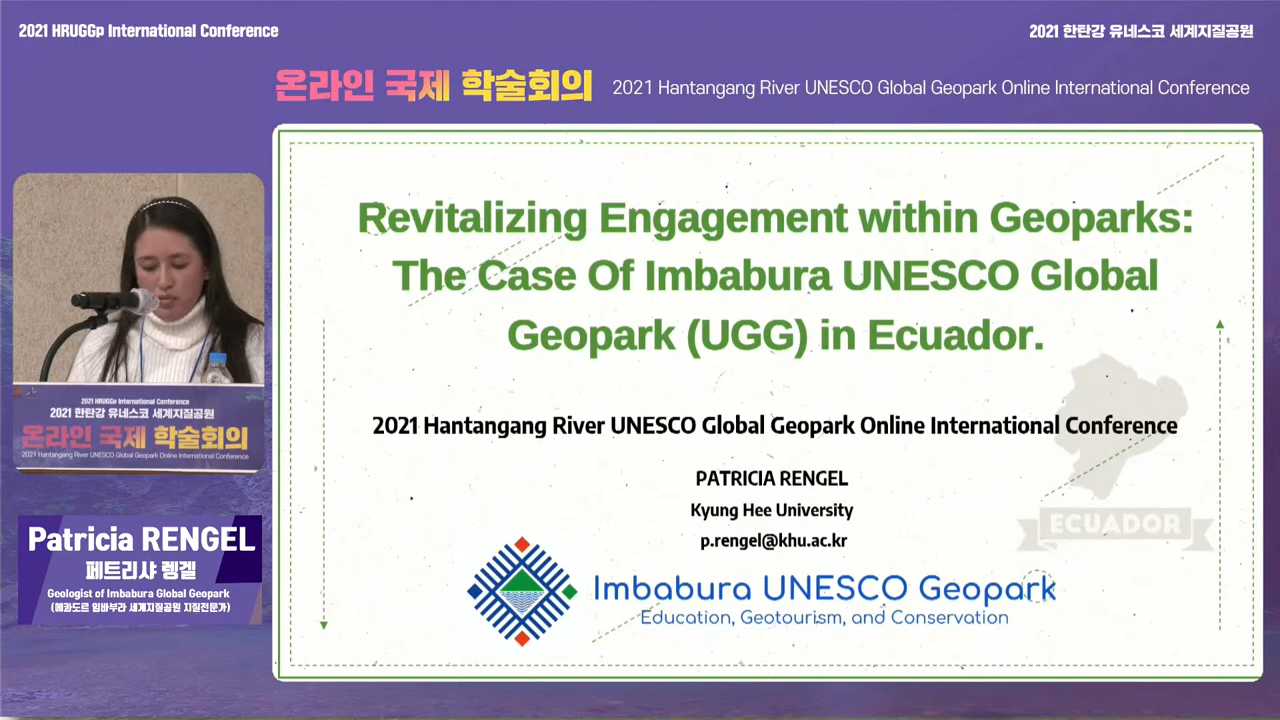 2021 HRUGGp International Conference
2021 한탄강 유네스코 세계지질공원
온라인 국제 학술회의 2021 Hantangang River UNESCO Global Geopark Online International Conference
Revitalizing Engagement within Geoparks:
The Case Of Imbabura UNESCO Global
Geopark (UGG) in Ecuador.
2021 Hantangang River UNESCO Global Geopark Online International Conference
PATRICIA RENGEL
Kyung Hee University
p.rengel@khu.ac.kr
ECUADOR
Imbabura UNESCO Geopark
Education, Geotourism, and Conservation
2021 HRUGGp International Conference
2021 한탄강 유네스코 세계지질공원
온라인 국제 학술회의
2021 Hantangang River UNESCO Global Geopark Online International Conference
Patricia RENGEL
페트리샤 렝겔
Geologist of Imbabura Global Geopark
(에콰도르 임바부라 세계지질공원 지질전문가)